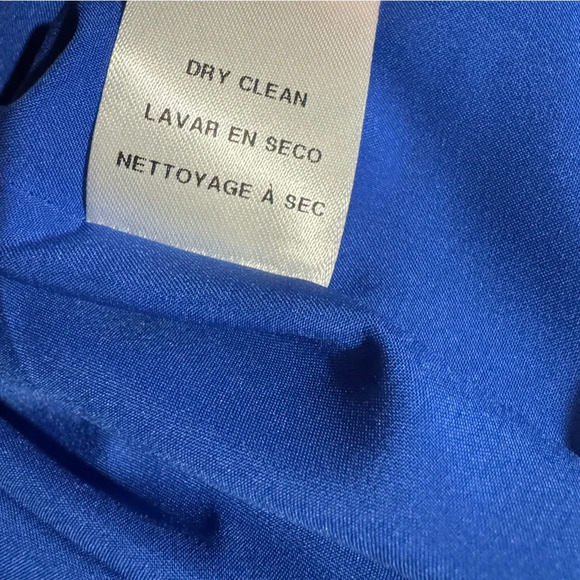 DRY CLEAN
LAVAR EN SECO
NETTOYAGE À SEC